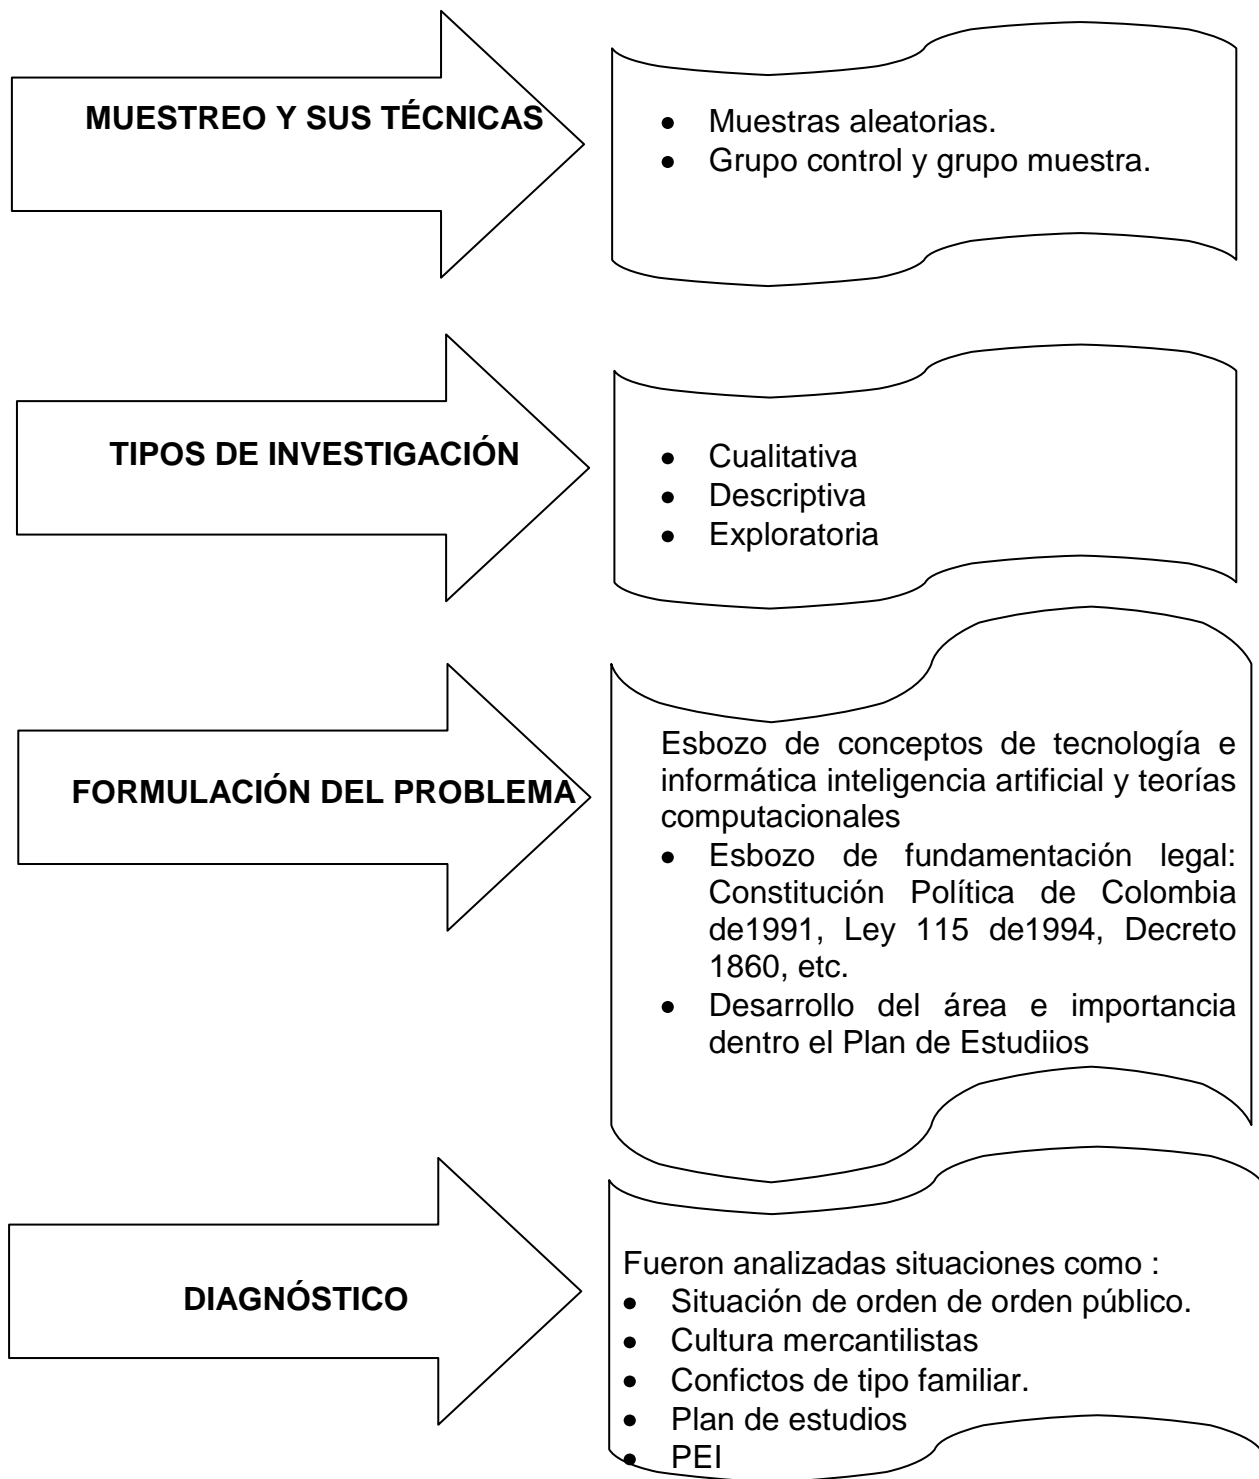 MUESTREO Y SUS TÉCNICAS
• Muestras aleatorias.
• Grupo control y grupo muestra.
TIPOS DE INVESTIGACIÓN
• Cualitativa
• Descriptiva
• Exploratoria
FORMULACIÓN DEL PROBLEMA
Esbozo de conceptos de tecnología e
informática inteligencia artificial y teorías
computacionales
• Esbozo de fundamentación legal:
Constitución Política de Colombia
de1991, Ley 115 de1994, Decreto
1860, etc.
• Desarrollo del área e importancia
dentro el Plan de Estudiios
DIAGNÓSTICO
Fueron analizadas situaciones como :
• Situación de orden de orden público.
• Cultura mercantilistas
• Confictos de tipo familiar.
• Plan de estudios
• PEI